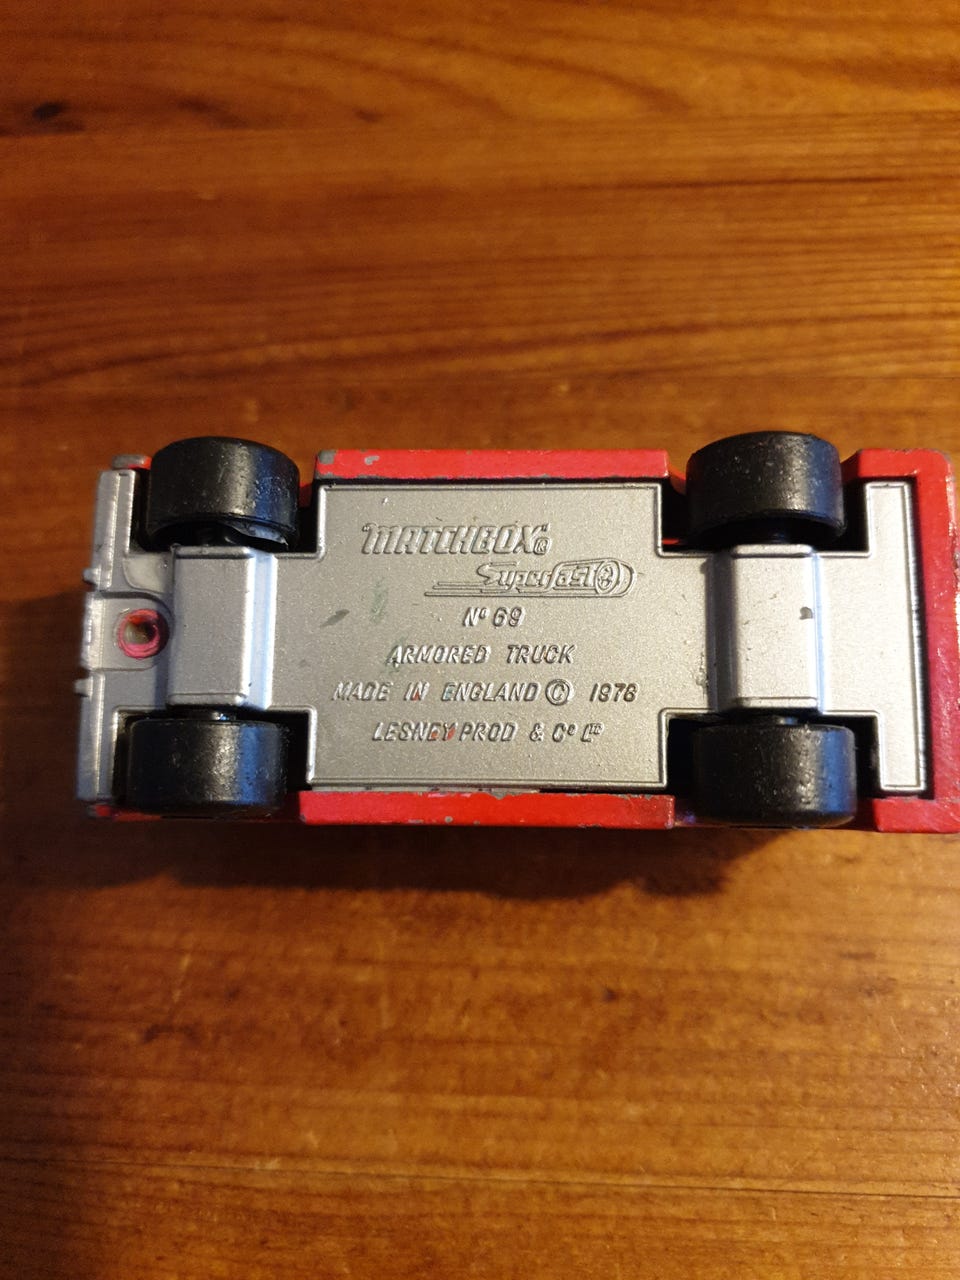 MATCHBOX ®
Superfast
Nº 69
ARMORED TRUCK
MADE IN ENGLAND © 1978
LESNEY PROD & Cº Lᵀᴰ